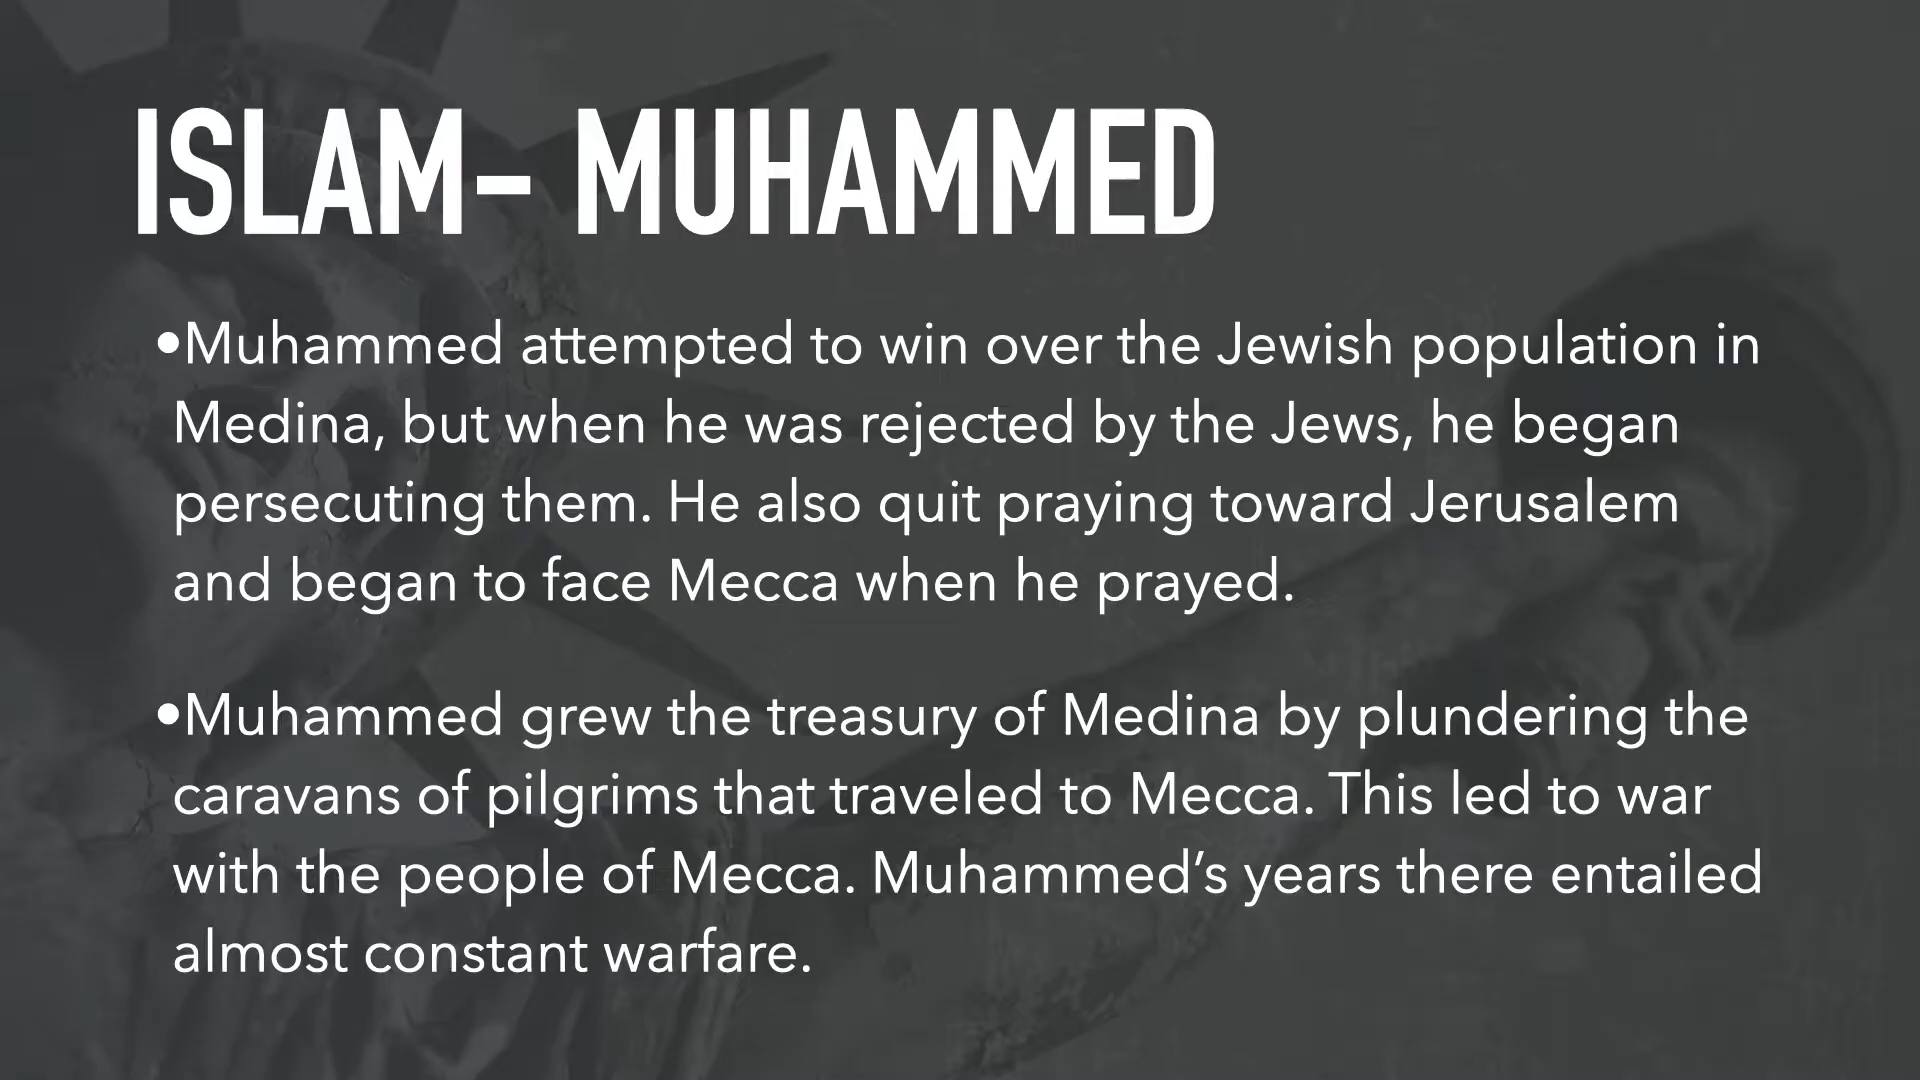 ISLAM- MUHAMMED
•Muhammed attempted to win over the Jewish population in
Medina, but when he was rejected by the Jews, he began
persecuting them. He also quit praying toward Jerusalem
and began to face Mecca when he prayed.
•Muhammed grew the treasury of Medina by plundering the
caravans of pilgrims that traveled to Mecca. This led to war
with the people of Mecca. Muhammed’s years there entailed
almost constant warfare.